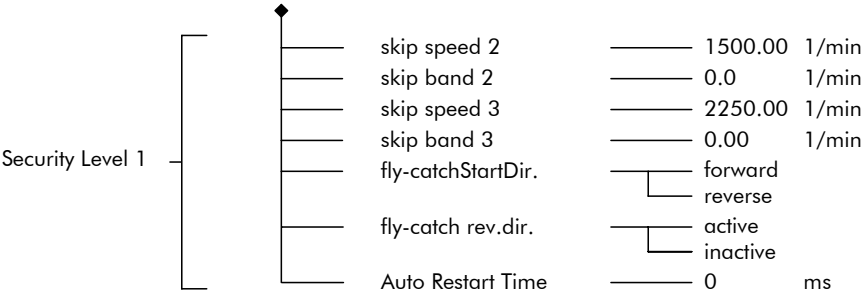 skip speed 2 1500.00 1/min
skip band 2 0.0 1/min
skip speed 3 2250.00 1/min
skip band 3 0.00 1/min
Security Level 1
fly-catchStartDir. forward
reverse
fly-catch rev.dir. active
inactive
Auto Restart Time 0 ms